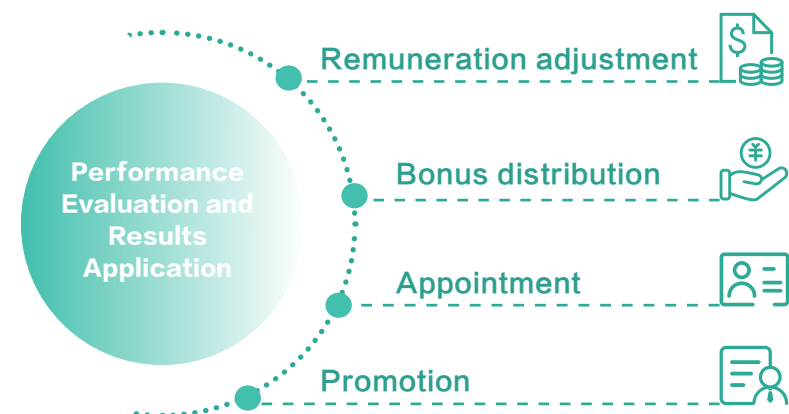 Performance
Evaluation and
Results
Application
Remuneration adjustment
Bonus distribution
Appointment
Promotion